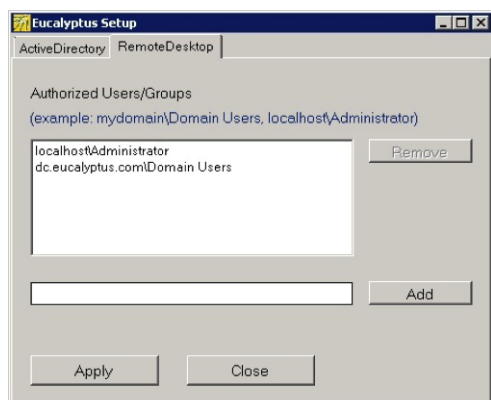 Eucalyptus Setup
ActiveDirectory RemoteDesktop
Authorized Users/Groups
(example: mydomain\Domain Users, localhost\Administrator)
localhost\Administrator
dc.eucalyptus.com\Domain Users
Remove
Add
Apply Close